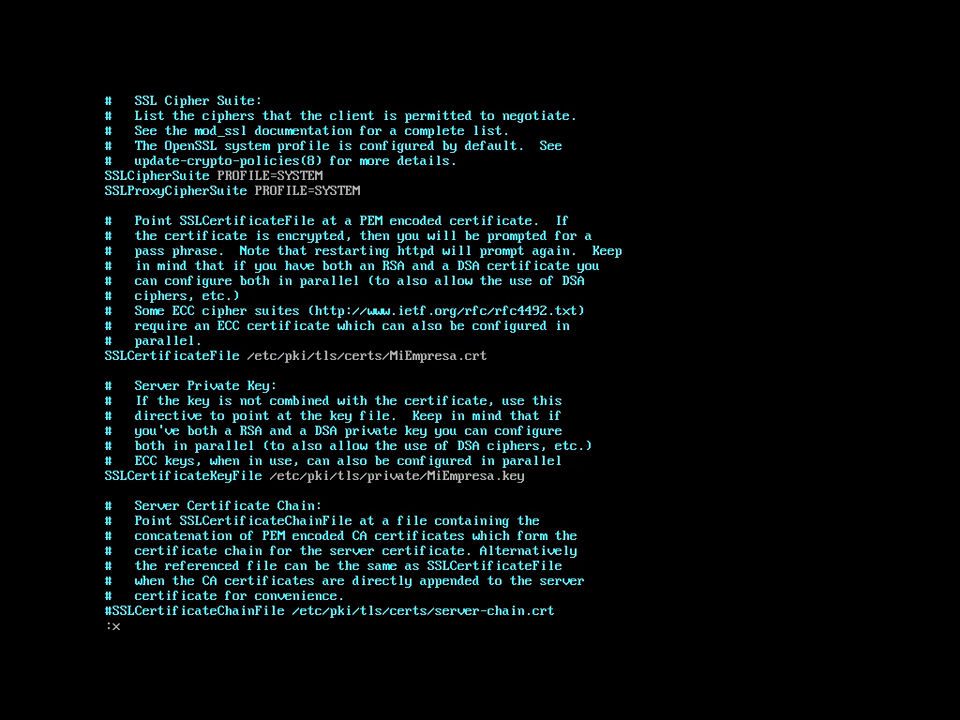 #   SSL Cipher Suite:
#   List the ciphers that the client is permitted to negotiate.
#   See the mod_ssl documentation for a complete list.
#   The OpenSSL system profile is configured by default.  See
#   update-crypto-policies(8) for more details.
SSLCipherSuite PROFILE=SYSTEM
SSLProxyCipherSuite PROFILE=SYSTEM
#   Point SSLCertificateFile at a PEM encoded certificate.  If
#   the certificate is encrypted, then you will be prompted for a
#   pass phrase.  Note that restarting httpd will prompt again.  Keep
#   in mind that if you have both an RSA and a DSA certificate you
#   can configure both in parallel (to also allow the use of DSA
#   ciphers, etc.)
#   Some ECC cipher suites (http://www.ietf.org/rfc/rfc4492.txt)
#   require an ECC certificate which can also be configured in
#   parallel.
SSLCertificateFile /etc/pki/tls/certs/MiEmpresa.crt
#   Server Private Key:
#   If the key is not combined with the certificate, use this
#   directive to point at the key file.  Keep in mind that if
#   you've both a RSA and a DSA private key you can configure
#   both in parallel (to also allow the use of DSA ciphers, etc.)
#   ECC keys, when in use, can also be configured in parallel
SSLCertificateKeyFile /etc/pki/tls/private/MiEmpresa.key
#   Server Certificate Chain:
#   Point SSLCertificateChainFile at a file containing the
#   concatenation of PEM encoded CA certificates which form the
#   certificate chain for the server certificate. Alternatively
#   the referenced file can be the same as SSLCertificateFile
#   when the CA certificates are directly appended to the server
#   certificate for convenience.
#SSLCertificateChainFile /etc/pki/tls/certs/server-chain.crt
:x